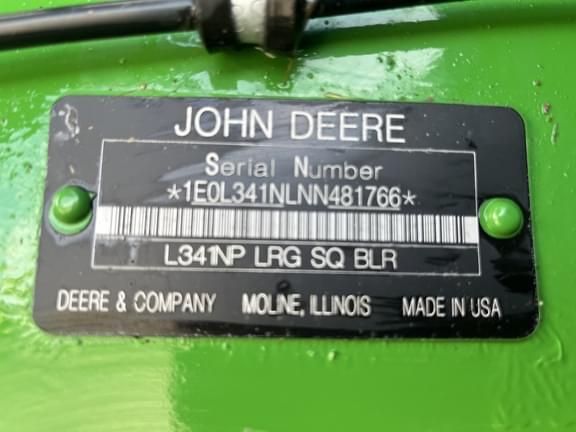 JOHN DEERE
Serial Number
*1E0L341NLNN481766*
L341NP LRG SQ BLR
DEERE & COMPANY MOLINE, ILLINOIS MADE IN USA